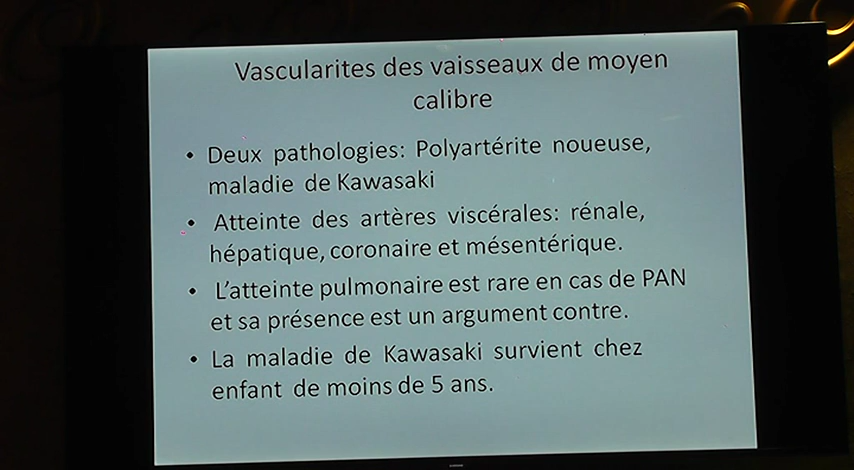 Vascularites des vaisseaux de moyen
calibre
• Deux pathologies: Polyartérite noueuse,
maladie de Kawasaki
• Atteinte des artères viscérales: rénale,
hépatique, coronaire et mésentérique.
• L'atteinte pulmonaire est rare en cas de PAN
et sa présence est un argument contre.
• La maladie de Kawasaki survient chez
enfant de moins de 5 ans.